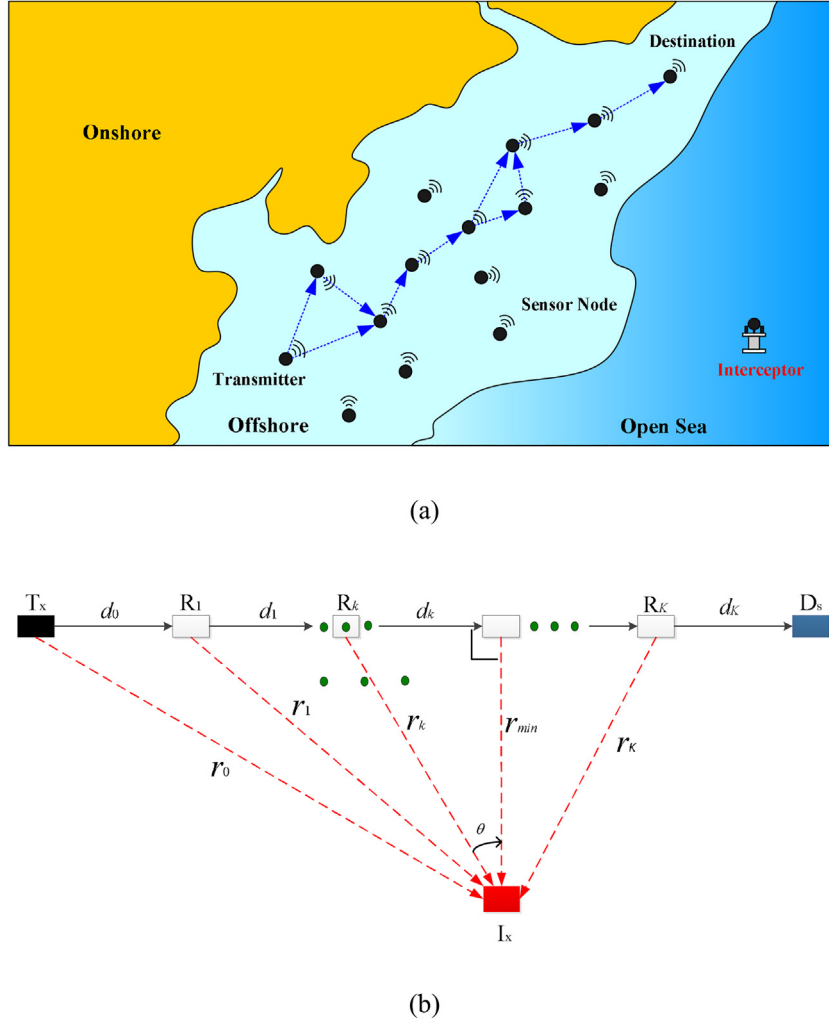 Destination
Onshore
Sensor Node
Transmitter
Interceptor
Offshore
Open Sea
(a)
Tx R1 Rk RK Ds
d0 d1 dk dK
r0 r1 rk rmin rK
θ
Ix
(b)